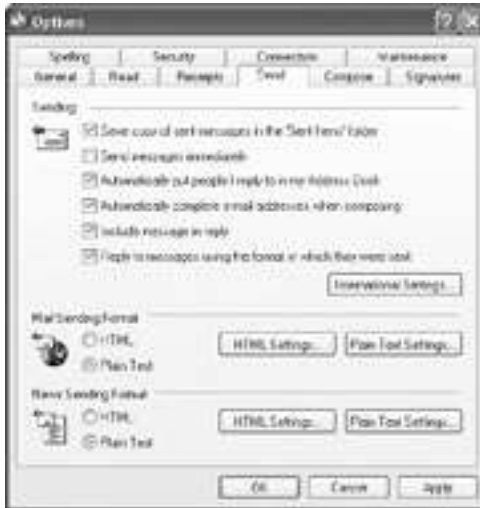 Options
Spelling Security Connection Maintenance
General Read Receipts Send Compose Signatures
Sending
Save copy of sent messages in the 'Sent Items' folder
Send messages immediately
Automatically put people I reply to in my Address Book
Automatically complete e-mail addresses when composing
Include message in reply
Reply to messages using the format in which they were sent
International Settings...
Mail Sending Format
HTML HTML Settings... Plain Text Settings...
Plain Text
News Sending Format
HTML HTML Settings... Plain Text Settings...
Plain Text
OK Cancel Apply